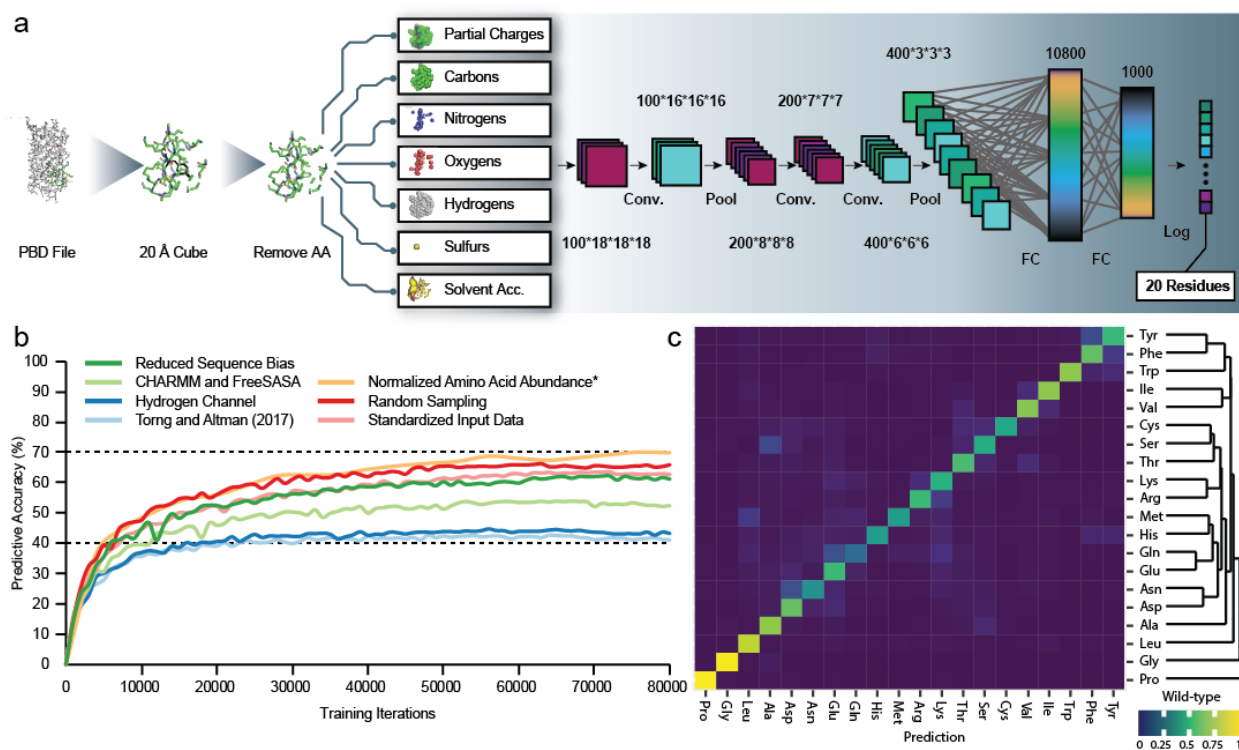 a
Partial Charges
Carbons
Nitrogens
Oxygens
Hydrogens
Sulfurs
Solvent Acc.
PBD File
20 Å Cube
Remove AA
100*18*18*18
Conv.
100*16*16*16
Pool
200*8*8*8
Conv.
200*7*7*7
Conv.
400*6*6*6
Pool
400*3*3*3
10800
FC
1000
FC
Log
20 Residues
b
Predictive Accuracy (%)
100
90
80
70
60
50
40
30
20
10
0
Reduced Sequence Bias
CHARMM and FreeSASA
Hydrogen Channel
Torng and Altman (2017)
Normalized Amino Acid Abundance*
Random Sampling
Standardized Input Data
0 10000 20000 30000 40000 50000 60000 70000 80000
Training Iterations
c
Tyr
Phe
Trp
Ile
Val
Cys
Ser
Thr
Lys
Arg
Met
His
Gln
Glu
Asn
Asp
Ala
Leu
Gly
Pro
Wild-type
Pro Gly Leu Ala Asp Asn Glu Gln His Met Arg Lys Thr Ser Cys Val Ile Trp Phe Tyr
Prediction
0 0.25 0.5 0.75 1